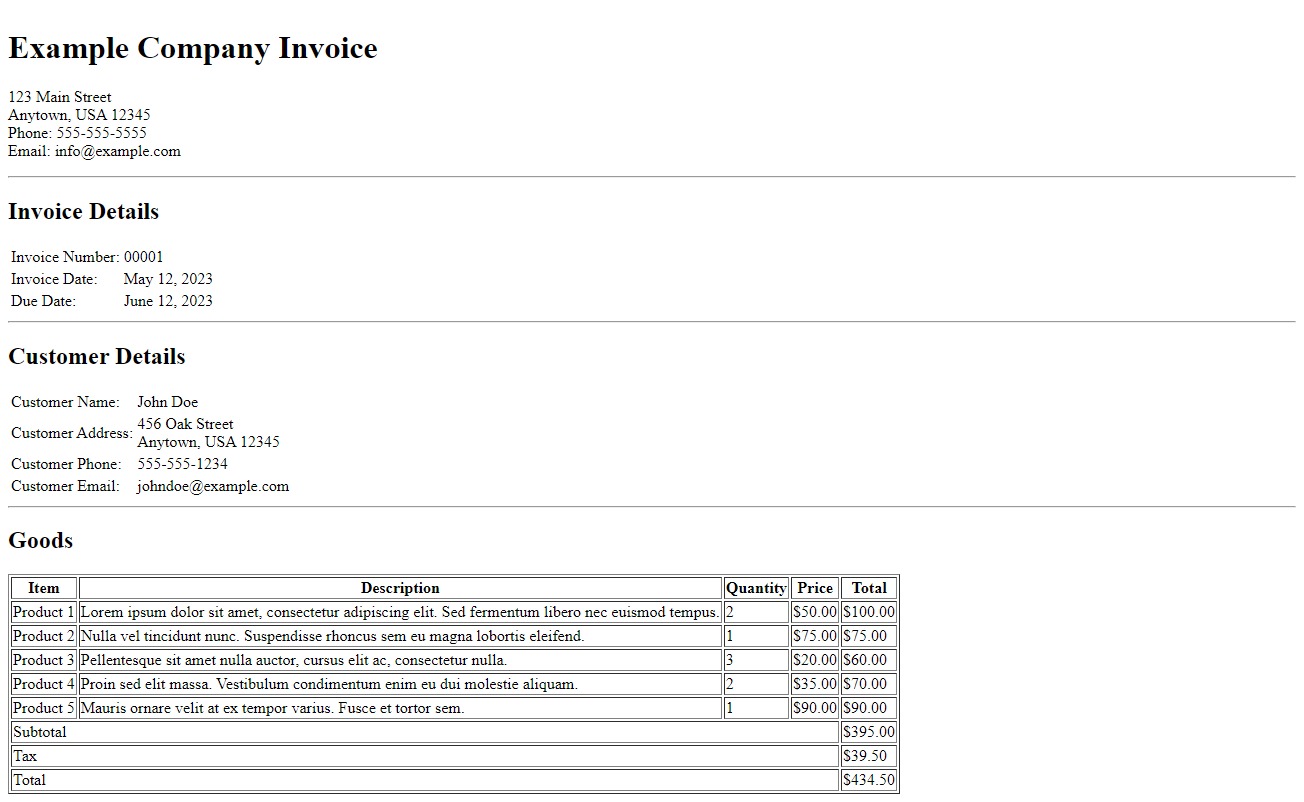 Example Company Invoice
123 Main Street
Anytown, USA 12345
Phone: 555-555-5555
Email: info@example.com
Invoice Details
Invoice Number: 00001
Invoice Date: May 12, 2023
Due Date: June 12, 2023
Customer Details
Customer Name: John Doe
Customer Address: 456 Oak Street
Anytown, USA 12345
Customer Phone: 555-555-1234
Customer Email: johndoe@example.com
Goods
Item Description Quantity Price Total
Product 1 Lorem ipsum dolor sit amet, consectetur adipiscing elit. Sed fermentum libero nec euismod tempus. 2 $50.00 $100.00
Product 2 Nulla vel tincidunt nunc. Suspendisse rhoncus sem eu magna lobortis eleifend. 1 $75.00 $75.00
Product 3 Pellentesque sit amet nulla auctor, cursus elit ac, consectetur nulla. 3 $20.00 $60.00
Product 4 Proin sed elit massa. Vestibulum condimentum enim eu dui molestie aliquam. 2 $35.00 $70.00
Product 5 Mauris ornare velit at ex tempor varius. Fusce et tortor sem. 1 $90.00 $90.00
Subtotal $395.00
Tax $39.50
Total $434.50